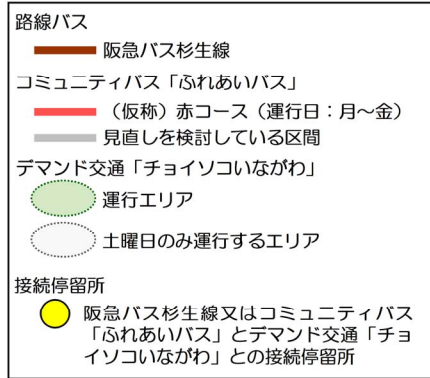 路線バス
阪急バス杉生線
コミュニティバス「ふれあいバス」
（仮称）赤コース（運行日：月〜金）
見直しを検討している区間
デマンド交通「チョイソコいながわ」
運行エリア
土曜日のみ運行するエリア
接続停留所
阪急バス杉生線又はコミュニティバス
「ふれあいバス」とデマンド交通「チョ
イソコいながわ」との接続停留所